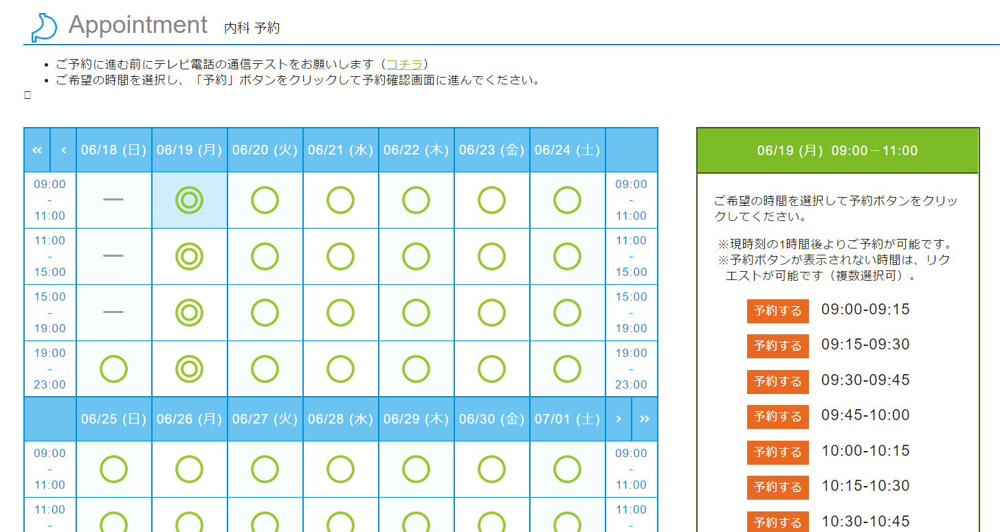 Appointment 内科 予約
ご予約に進む前にテレビ電話の通信テストをお願いします（コチラ）
ご希望の時間を選択し、「予約」ボタンをクリックして予約確認画面に進んでください。
« ‹ 06/18 (日) 06/19 (月) 06/20 (火) 06/21 (水) 06/22 (木) 06/23 (金) 06/24 (土)
09:00 - 11:00 — ◎ ○ ○ ○ ○ ○ 09:00 - 11:00
11:00 - 15:00 — ◎ ○ ○ ○ ○ ○ 11:00 - 15:00
15:00 - 19:00 — ◎ ○ ○ ○ ○ ○ 15:00 - 19:00
19:00 - 23:00 ○ ◎ ○ ○ ○ ○ ○ 19:00 - 23:00
06/25 (日) 06/26 (月) 06/27 (火) 06/28 (水) 06/29 (木) 06/30 (金) 07/01 (土) › »
09:00 - 11:00 ○ ○ ○ ○ ○ ○ ○ 09:00 - 11:00
11:00 - ○ ○ ○ ○ ○ ○ ○ 11:00 -
06/19 (月) 09:00－11:00
ご希望の時間を選択して予約ボタンをクリッ
クしてください。
※現時刻の1時間後よりご予約が可能です。
※予約ボタンが表示されない時間は、リク
エストが可能です（複数選択可）。
予約する 09:00-09:15
予約する 09:15-09:30
予約する 09:30-09:45
予約する 09:45-10:00
予約する 10:00-10:15
予約する 10:15-10:30
予約する 10:30-10:45